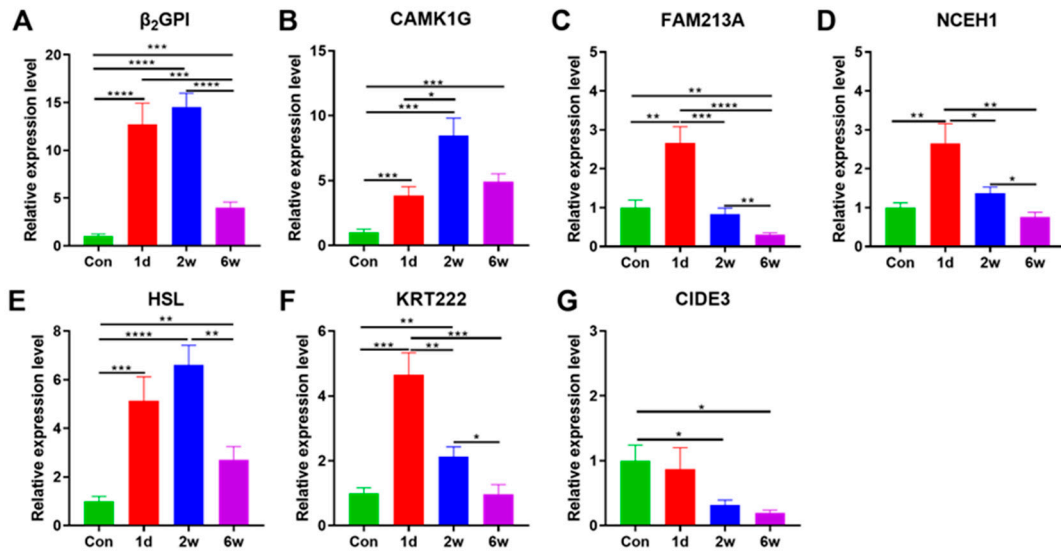 A
β₂GPI
Relative expression level
20
15
10
5
0
***
****
***
****
****
Con 1d 2w 6w
B
CAMK1G
Relative expression level
15
10
5
0
***
*
***
***
Con 1d 2w 6w
C
FAM213A
Relative expression level
5
4
3
2
1
0
**
****
** ***
**
Con 1d 2w 6w
D
NCEH1
Relative expression level
5
4
3
2
1
0
**
** *
*
Con 1d 2w 6w
E
HSL
Relative expression level
8
6
4
2
0
**
**** **
***
Con 1d 2w 6w
F
KRT222
Relative expression level
6
4
2
0
**
***
*** **
*
Con 1d 2w 6w
G
CIDE3
Relative expression level
3
2
1
0
*
*
Con 1d 2w 6w